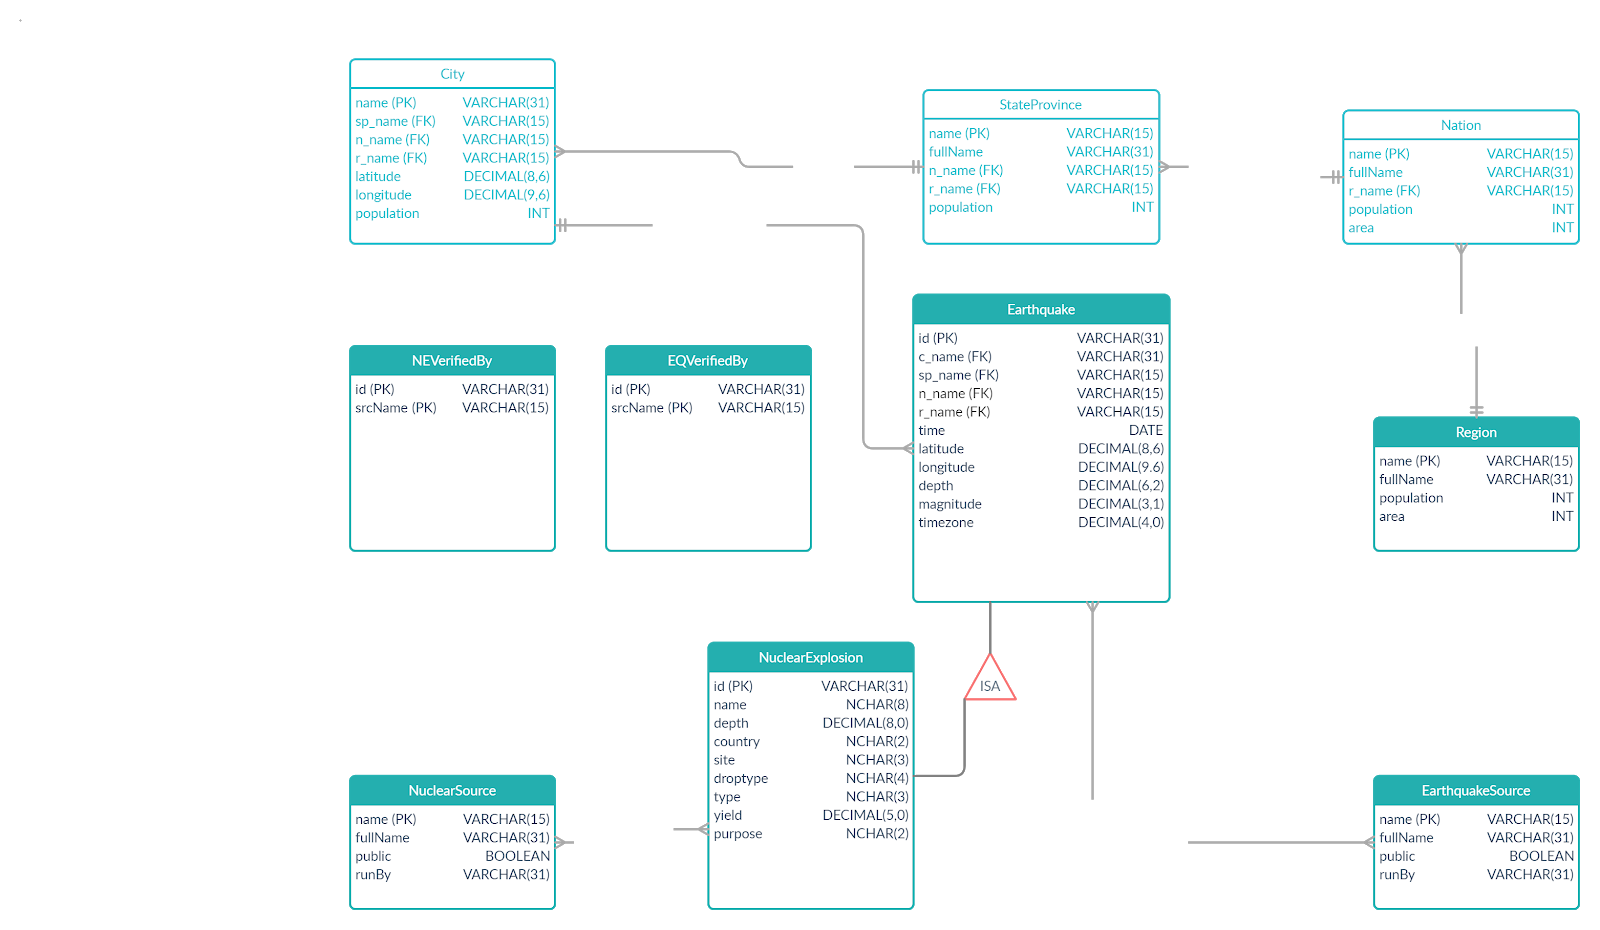 City
name (PK) VARCHAR(31)
sp_name (FK) VARCHAR(15)
n_name (FK) VARCHAR(15)
r_name (FK) VARCHAR(15)
latitude DECIMAL(8,6)
longitude DECIMAL(9,6)
population INT
StateProvince
name (PK) VARCHAR(15)
fullName VARCHAR(31)
n_name (FK) VARCHAR(15)
r_name (FK) VARCHAR(15)
population INT
Nation
name (PK) VARCHAR(15)
fullName VARCHAR(31)
r_name (FK) VARCHAR(15)
population INT
area INT
NEVerifiedBy
id (PK) VARCHAR(31)
srcName (PK) VARCHAR(15)
EQVerifiedBy
id (PK) VARCHAR(31)
srcName (PK) VARCHAR(15)
Earthquake
id (PK) VARCHAR(31)
c_name (FK) VARCHAR(31)
sp_name (FK) VARCHAR(15)
n_name (FK) VARCHAR(15)
r_name (FK) VARCHAR(15)
time DATE
latitude DECIMAL(8,6)
longitude DECIMAL(9.6)
depth DECIMAL(6,2)
magnitude DECIMAL(3,1)
timezone DECIMAL(4,0)
Region
name (PK) VARCHAR(15)
fullName VARCHAR(31)
population INT
area INT
ISA
NuclearExplosion
id (PK) VARCHAR(31)
name NCHAR(8)
depth DECIMAL(8,0)
country NCHAR(2)
site NCHAR(3)
droptype NCHAR(4)
type NCHAR(3)
yield DECIMAL(5,0)
purpose NCHAR(2)
NuclearSource
name (PK) VARCHAR(15)
fullName VARCHAR(31)
public BOOLEAN
runBy VARCHAR(31)
EarthquakeSource
name (PK) VARCHAR(15)
fullName VARCHAR(31)
public BOOLEAN
runBy VARCHAR(31)